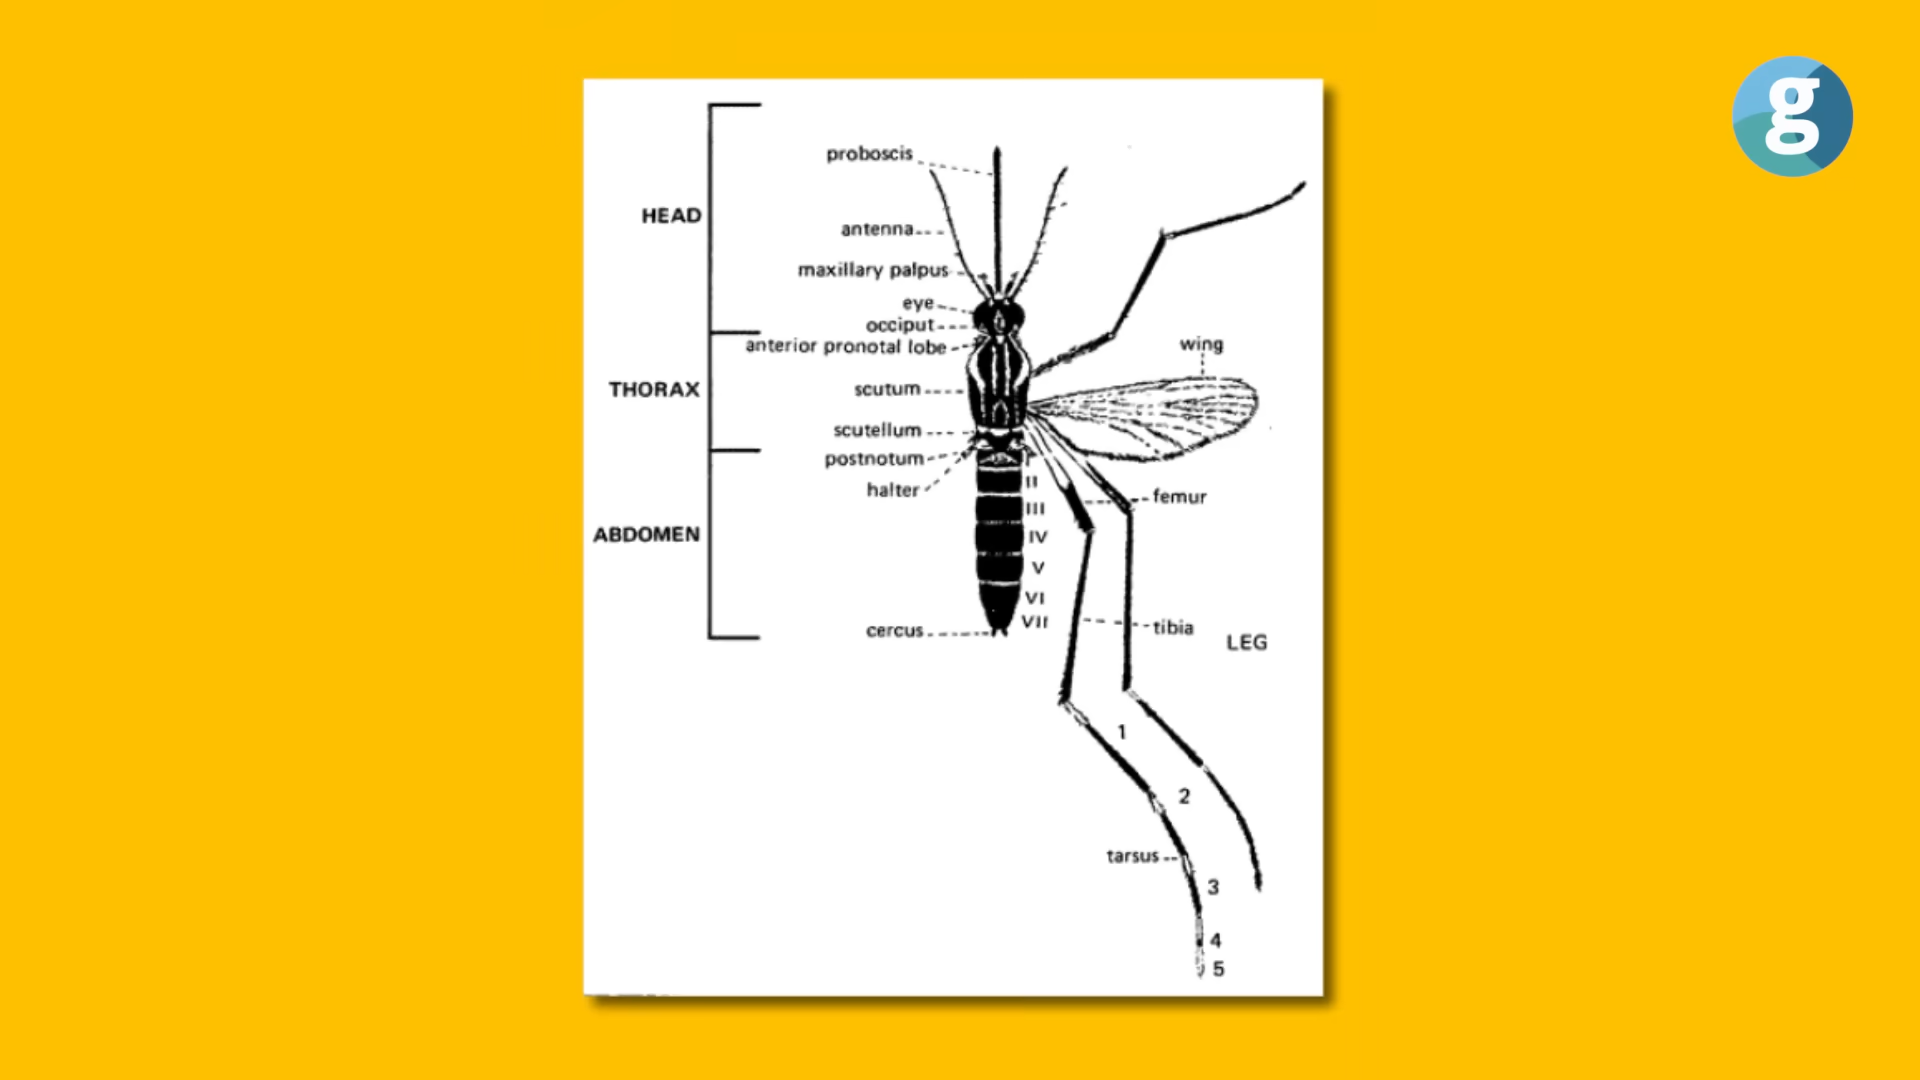 g
proboscis
HEAD
antenna
maxillary palpus
eye
occiput
anterior pronotal lobe
wing
THORAX
scutum
scutellum
postnotum
I
II
halter
femur
III
ABDOMEN
IV
V
VI
VII
cercus
tibia
LEG
1
2
tarsus
3
4
5